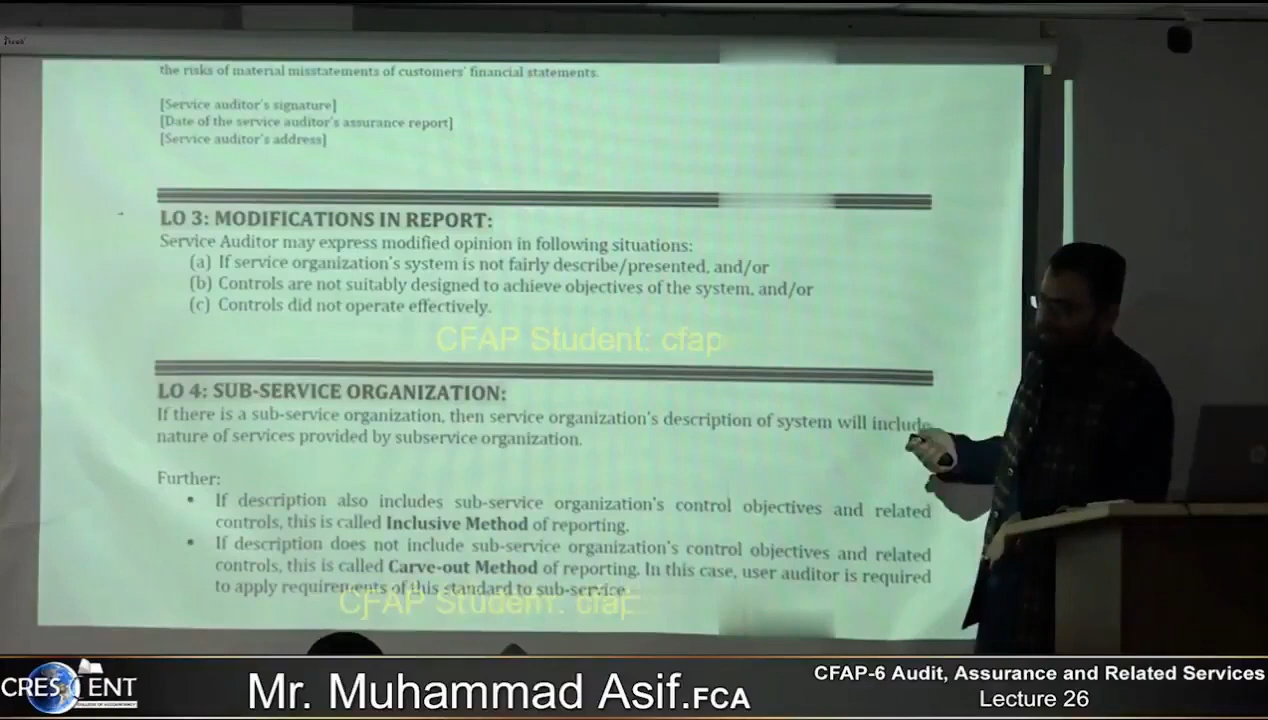 the risks of material misstatements of customers' financial statements.
[Service auditor's signature]
[Date of the service auditor's assurance report]
[Service auditor's address]
LO 3: MODIFICATIONS IN REPORT:
Service Auditor may express modified opinion in following situations:
(a) If service organization's system is not fairly describe/presented, and/or
(b) Controls are not suitably designed to achieve objectives of the system, and/or
(c) Controls did not operate effectively.
CFAP Student: cfap
LO 4: SUB-SERVICE ORGANIZATION:
If there is a sub-service organization, then service organization's description of system will include
nature of services provided by subservice organization.
Further:
• If description also includes sub-service organization's control objectives and related
controls, this is called Inclusive Method of reporting.
• If description does not include sub-service organization's control objectives and related
controls, this is called Carve-out Method of reporting. In this case, user auditor is required
to apply requirements of this standard to sub-service
CFAP Student: cfap
CRESCENT
Mr. Muhammad Asif.FCA
CFAP-6 Audit, Assurance and Related Services
Lecture 26